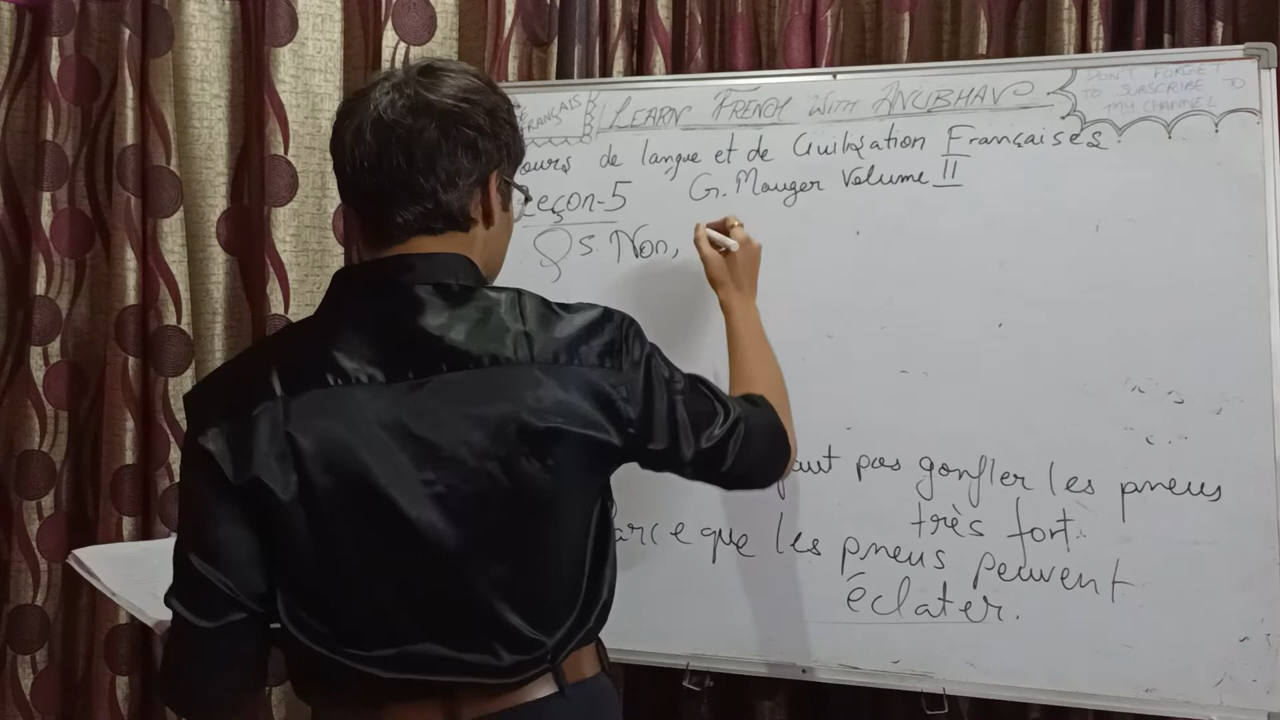 FRANÇAIS
LEARN FRENCH WITH ANUBHAV
DON'T FORGET
TO SUBSCRIBE TO
MY CHANNEL
ours de langue et de Civilisation Françaises
eçon-5 G. Mauger Volume II
Non,
faut pas gonfler les pneus
très fort.
arce que les pneus peuvent
éclater.